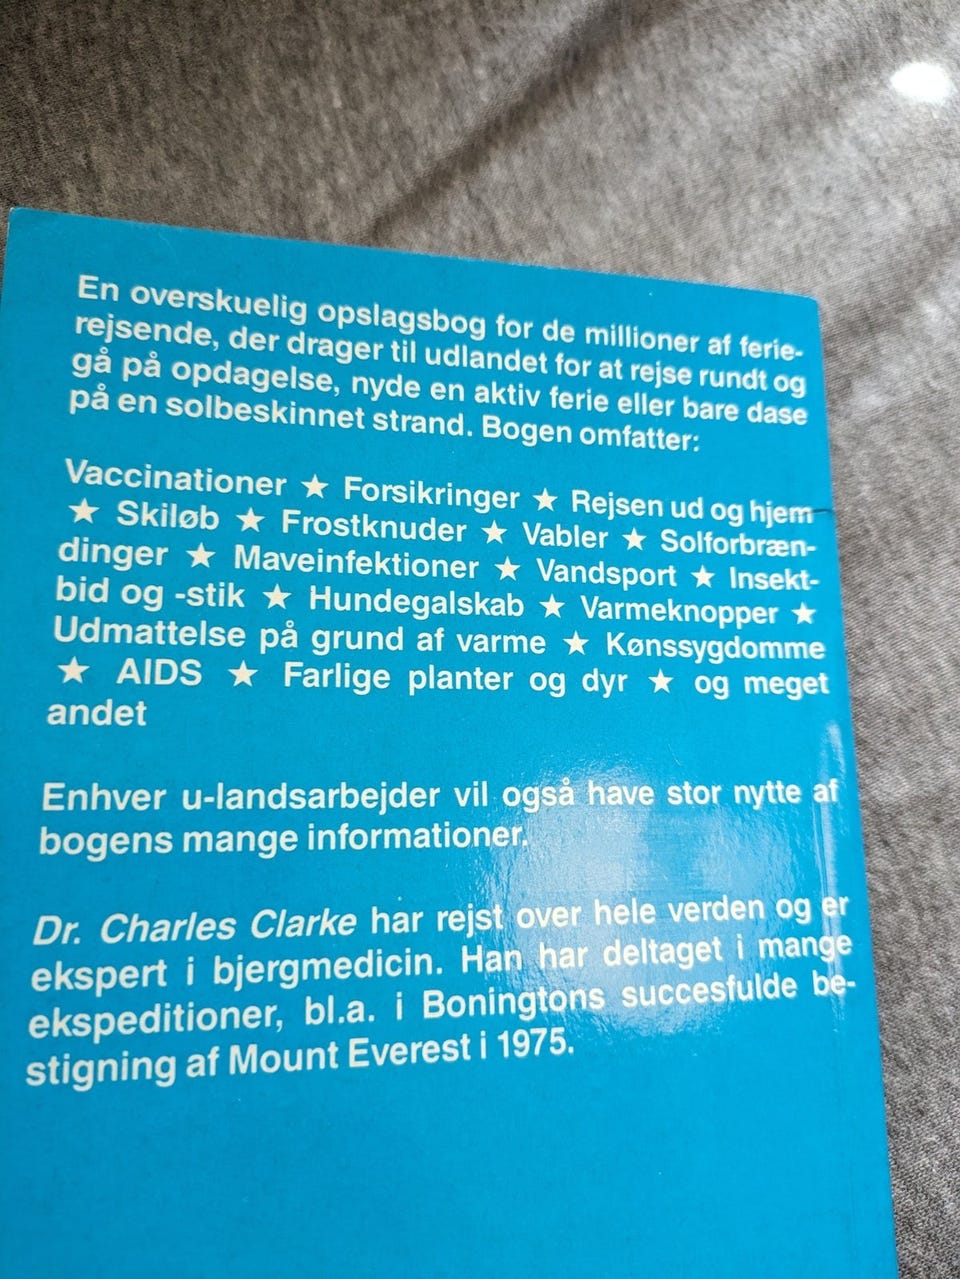 En overskuelig opslagsbog for de millioner af ferie-
rejsende, der drager til udlandet for at rejse rundt og
gå på opdagelse, nyde en aktiv ferie eller bare dase
på en solbeskinnet strand. Bogen omfatter:
Vaccinationer ★ Forsikringer ★ Rejsen ud og hjem
★ Skiløb ★ Frostknuder ★ Vabler ★ Solforbræn-
dinger ★ Maveinfektioner ★ Vandsport ★ Insekt-
bid og -stik ★ Hundegalskab ★ Varmeknopper ★
Udmattelse på grund af varme ★ Kønssygdomme
★ AIDS ★ Farlige planter og dyr ★ og meget
andet
Enhver u-landsarbejder vil også have stor nytte af
bogens mange informationer.
Dr. Charles Clarke har rejst over hele verden og er
ekspert i bjergmedicin. Han har deltaget i mange
ekspeditioner, bl.a. i Boningtons succesfulde be-
stigning af Mount Everest i 1975.